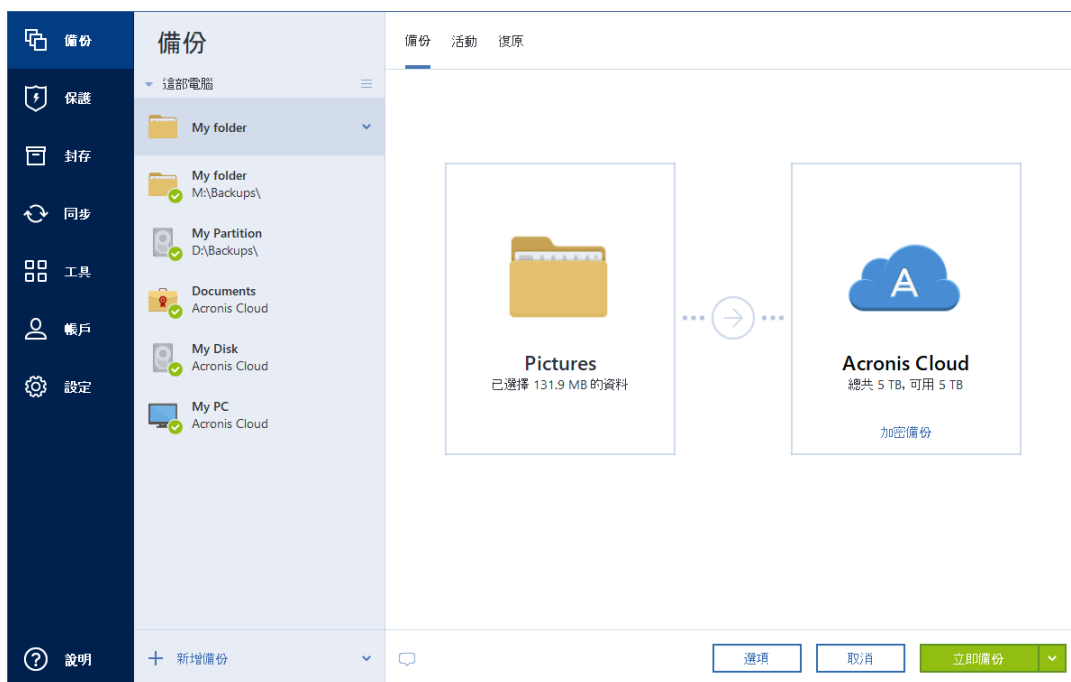 備份
保護
封存
同步
工具
帳戶
設定
說明
備份
這部電腦
My folder
My folder
M:\Backups\
My Partition
D:\Backups\
Documents
Acronis Cloud
My Disk
Acronis Cloud
My PC
Acronis Cloud
新增備份
備份 活動 復原
Pictures
已選擇 131.9 MB 的資料
Acronis Cloud
總共 5 TB, 可用 5 TB
加密備份
選項 取消 立即備份